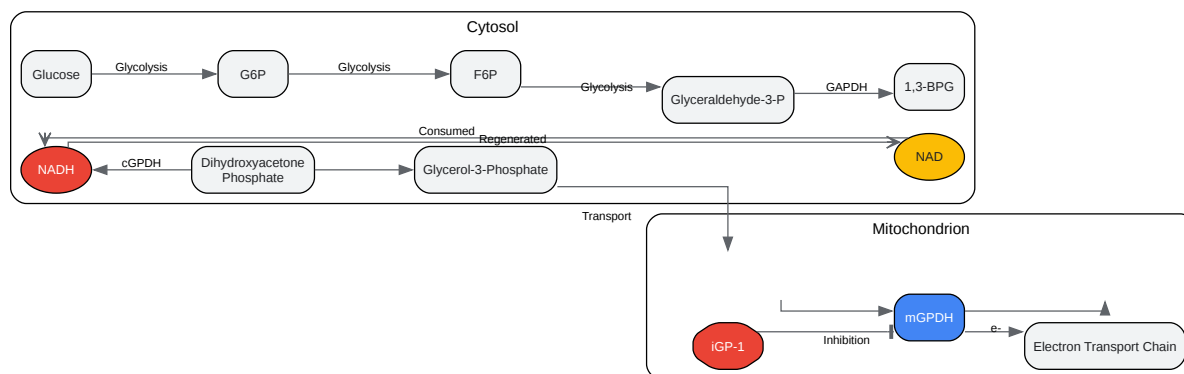 Cytosol
Glucose
Glycolysis
G6P
Glycolysis
F6P
Glycolysis
Glyceraldehyde-3-P
GAPDH
1,3-BPG
Consumed
Regenerated
NADH
cGPDH
Dihydroxyacetone
Phosphate
Glycerol-3-Phosphate
NAD
Transport
Mitochondrion
mGPDH
iGP-1
Inhibition
e-
Electron Transport Chain